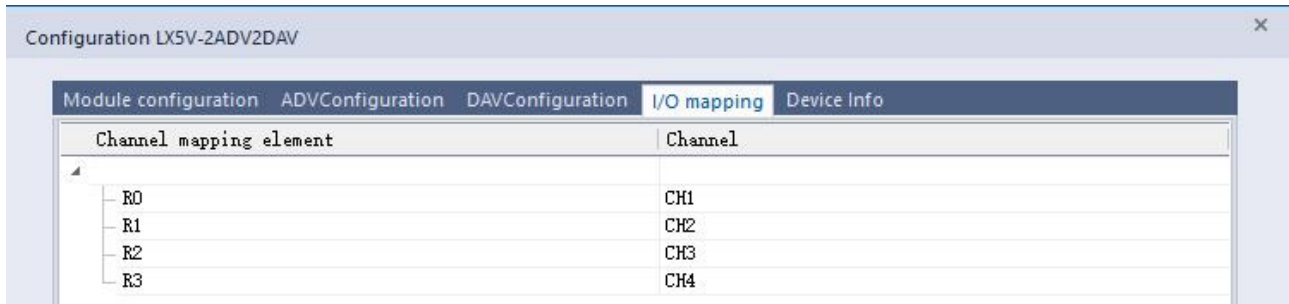 Configuration LX5V-2ADV2DAV
Module configuration ADVConfiguration DAVConfiguration I/O mapping Device Info
Channel mapping element Channel
R0 CH1
R1 CH2
R2 CH3
R3 CH4